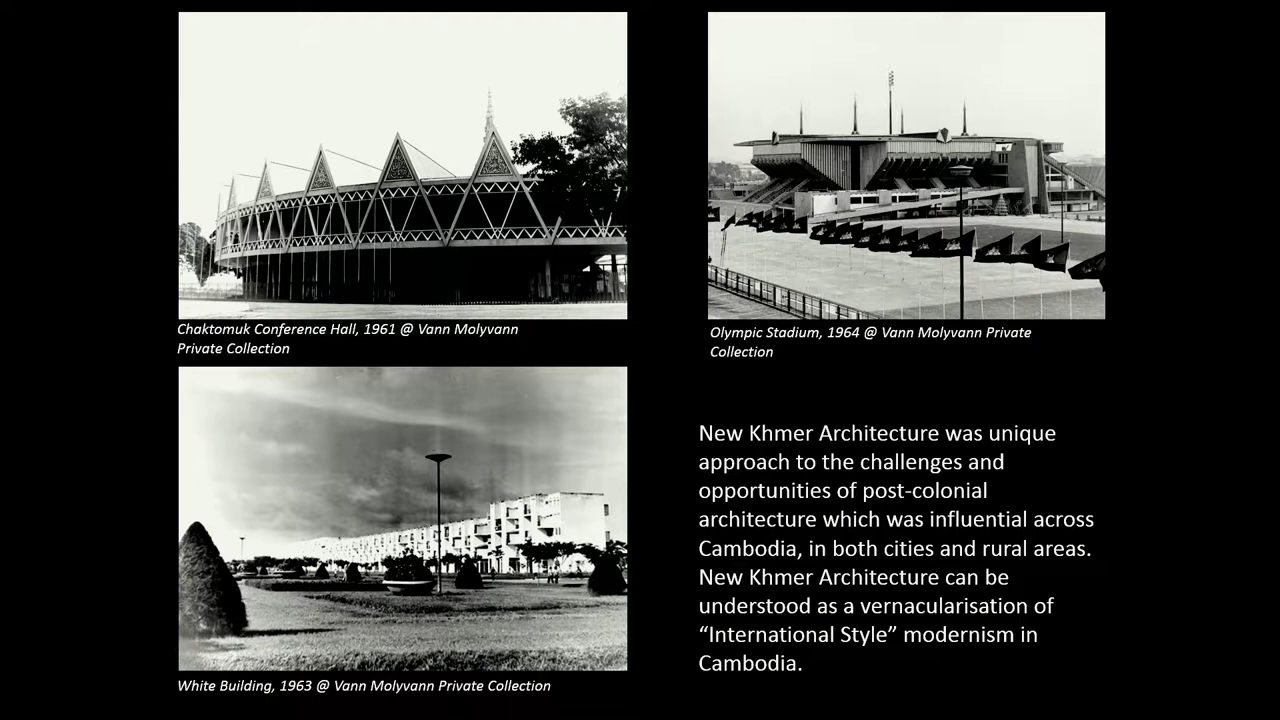 Chaktomuk Conference Hall, 1961 @ Vann Molyvann
Private Collection
Olympic Stadium, 1964 @ Vann Molyvann Private
Collection
White Building, 1963 @ Vann Molyvann Private Collection
New Khmer Architecture was unique
approach to the challenges and
opportunities of post-colonial
architecture which was influential across
Cambodia, in both cities and rural areas.
New Khmer Architecture can be
understood as a vernacularisation of
“International Style” modernism in
Cambodia.